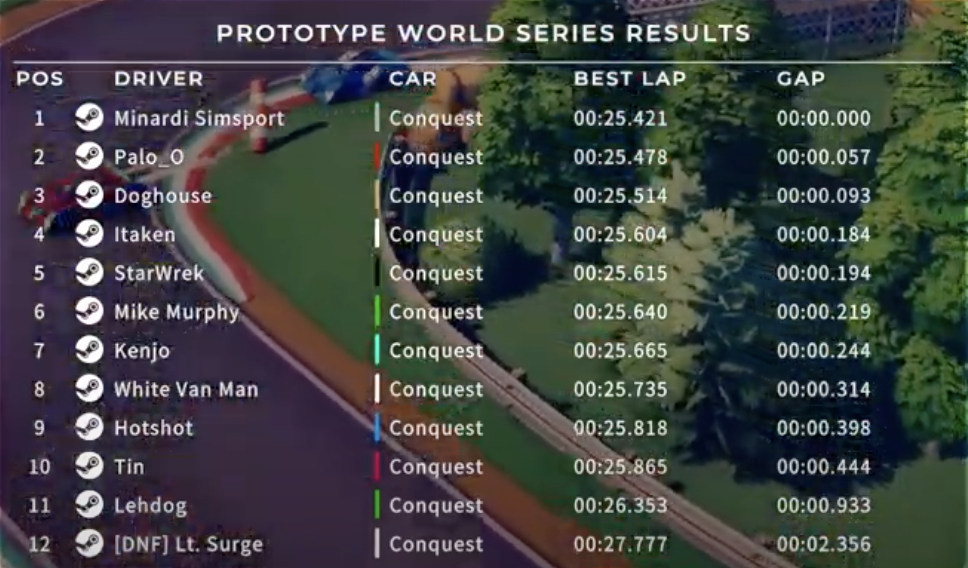 PROTOTYPE WORLD SERIES RESULTS
POS DRIVER CAR BEST LAP GAP
1 Minardi Simsport Conquest 00:25.421 00:00.000
2 Palo_O Conquest 00:25.478 00:00.057
3 Doghouse Conquest 00:25.514 00:00.093
4 Itaken Conquest 00:25.604 00:00.184
5 StarWrek Conquest 00:25.615 00:00.194
6 Mike Murphy Conquest 00:25.640 00:00.219
7 Kenjo Conquest 00:25.665 00:00.244
8 White Van Man Conquest 00:25.735 00:00.314
9 Hotshot Conquest 00:25.818 00:00.398
10 Tin Conquest 00:25.865 00:00.444
11 Lehdog Conquest 00:26.353 00:00.933
12 [DNF] Lt. Surge Conquest 00:27.777 00:02.356